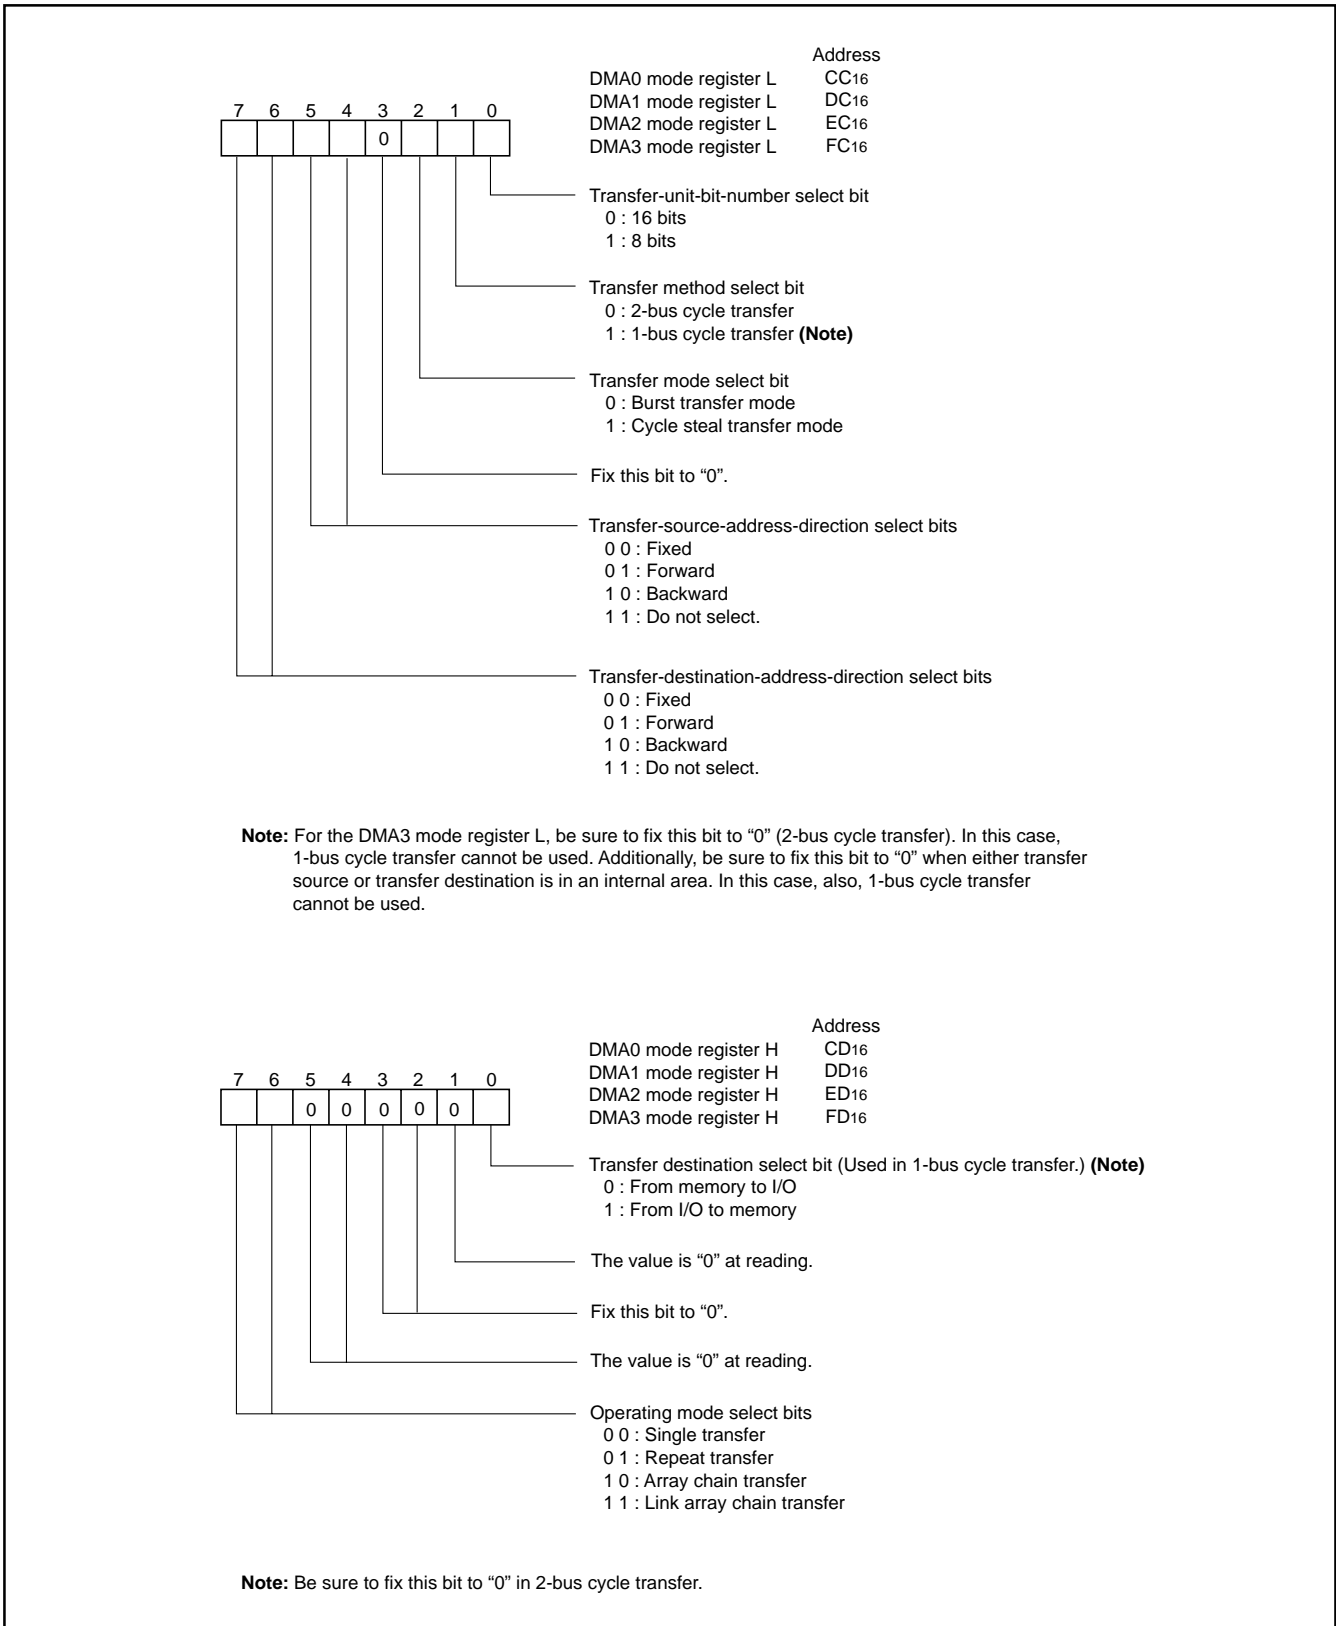 Address
DMA0 mode register L CC16
DMA1 mode register L DC16
DMA2 mode register L EC16
DMA3 mode register L FC16
7 6 5 4 3 2 1 0
0
Transfer-unit-bit-number select bit
0 : 16 bits
1 : 8 bits
Transfer method select bit
0 : 2-bus cycle transfer
1 : 1-bus cycle transfer (Note)
Transfer mode select bit
0 : Burst transfer mode
1 : Cycle steal transfer mode
Fix this bit to “0”.
Transfer-source-address-direction select bits
0 0 : Fixed
0 1 : Forward
1 0 : Backward
1 1 : Do not select.
Transfer-destination-address-direction select bits
0 0 : Fixed
0 1 : Forward
1 0 : Backward
1 1 : Do not select.
Note: For the DMA3 mode register L, be sure to fix this bit to “0” (2-bus cycle transfer). In this case,
1-bus cycle transfer cannot be used. Additionally, be sure to fix this bit to “0” when either transfer
source or transfer destination is in an internal area. In this case, also, 1-bus cycle transfer
cannot be used.
Address
DMA0 mode register H CD16
DMA1 mode register H DD16
DMA2 mode register H ED16
DMA3 mode register H FD16
7 6 5 4 3 2 1 0
0 0 0 0 0
Transfer destination select bit (Used in 1-bus cycle transfer.) (Note)
0 : From memory to I/O
1 : From I/O to memory
The value is “0” at reading.
Fix this bit to “0”.
The value is “0” at reading.
Operating mode select bits
0 0 : Single transfer
0 1 : Repeat transfer
1 0 : Array chain transfer
1 1 : Link array chain transfer
Note: Be sure to fix this bit to “0” in 2-bus cycle transfer.